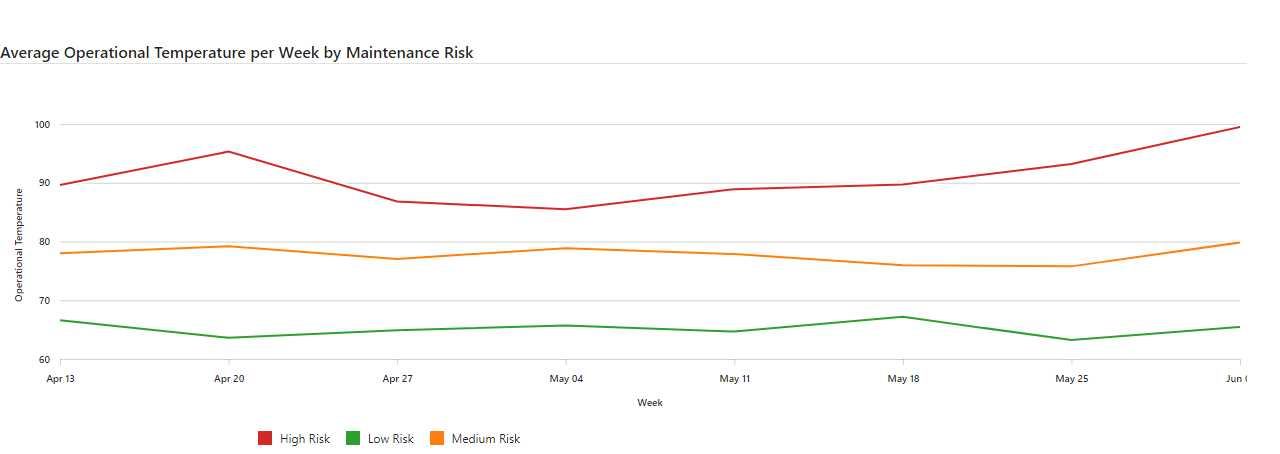 Average Operational Temperature per Week by Maintenance Risk
100
90
80
70
60
Operational Temperature
Apr 13 Apr 20 Apr 27 May 04 May 11 May 18 May 25 Jun
Week
High Risk Low Risk Medium Risk